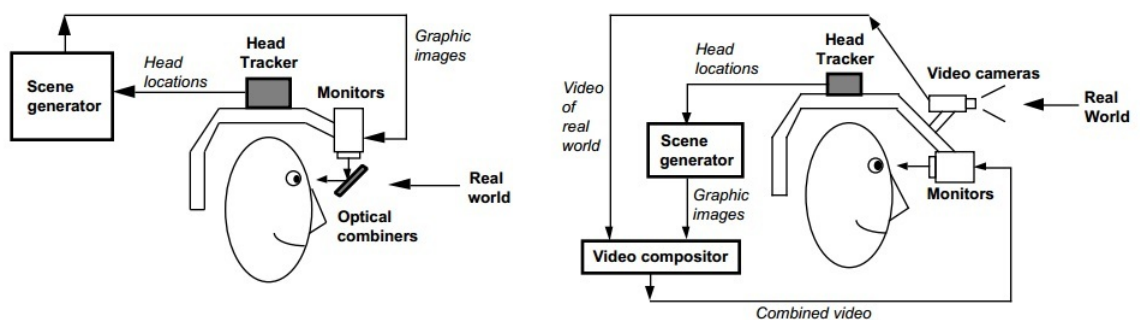 Graphic
images
Head
Tracker
Head
locations
Scene
generator
Monitors
Real
world
Optical
combiners
Video
of
real
world
Head
locations
Head
Tracker
Video cameras
Real
World
Scene
generator
Monitors
Graphic
images
Video compositor
Combined video